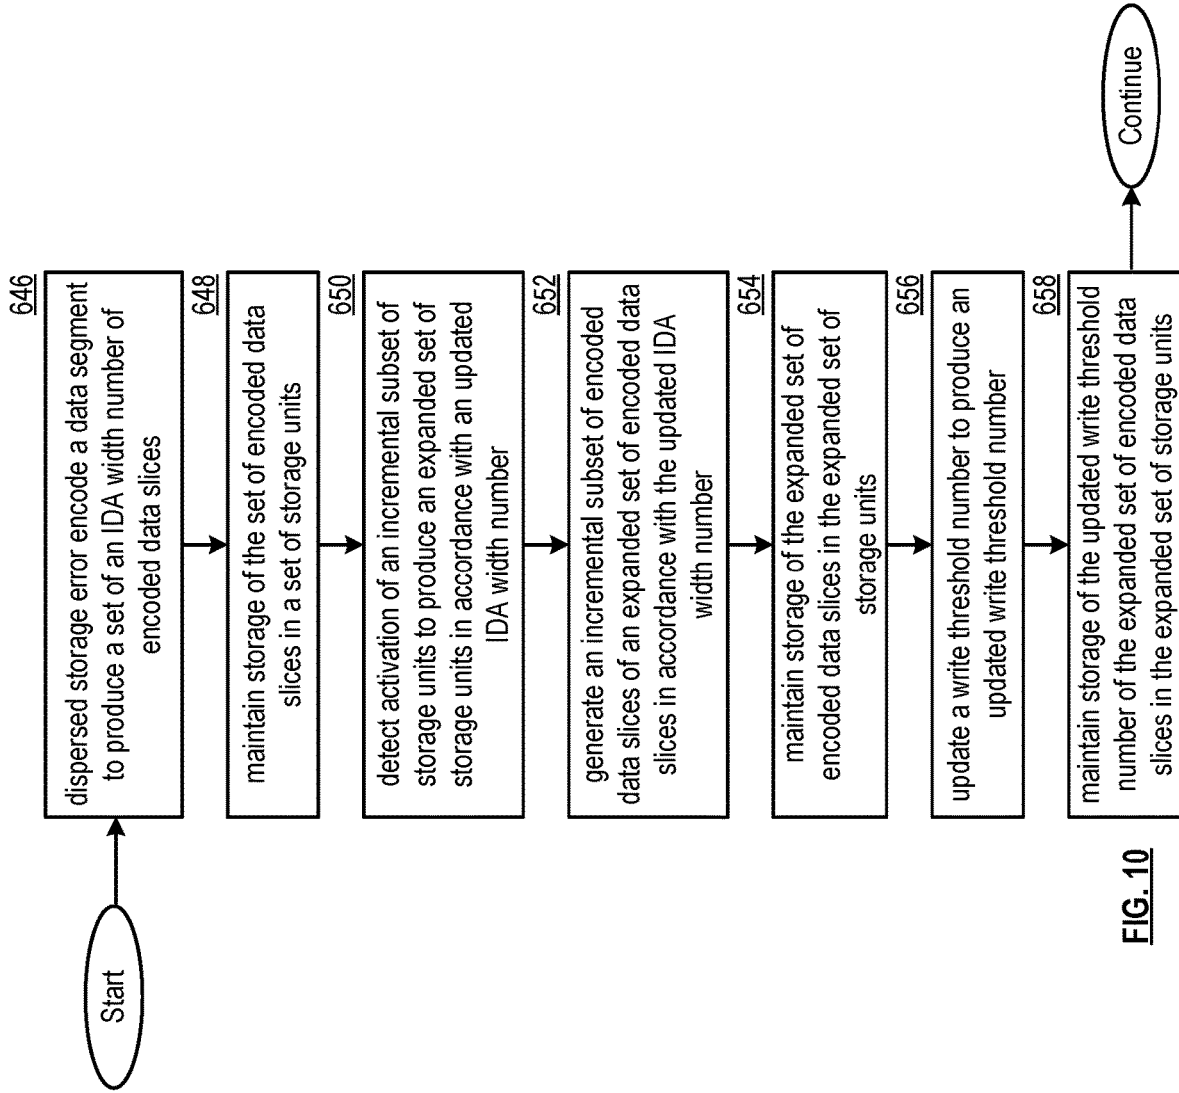 Start
646
dispersed storage error encode a data segment
to produce a set of an IDA width number of
encoded data slices
648
maintain storage of the set of encoded data
slices in a set of storage units
650
detect activation of an incremental subset of
storage units to produce an expanded set of
storage units in accordance with an updated
IDA width number
652
generate an incremental subset of encoded
data slices of an expanded set of encoded data
slices in accordance with the updated IDA
width number
654
maintain storage of the expanded set of
encoded data slices in the expanded set of
storage units
656
update a write threshold number to produce an
updated write threshold number
658
maintain storage of the updated write threshold
number of the expanded set of encoded data
slices in the expanded set of storage units
Continue
FIG. 10